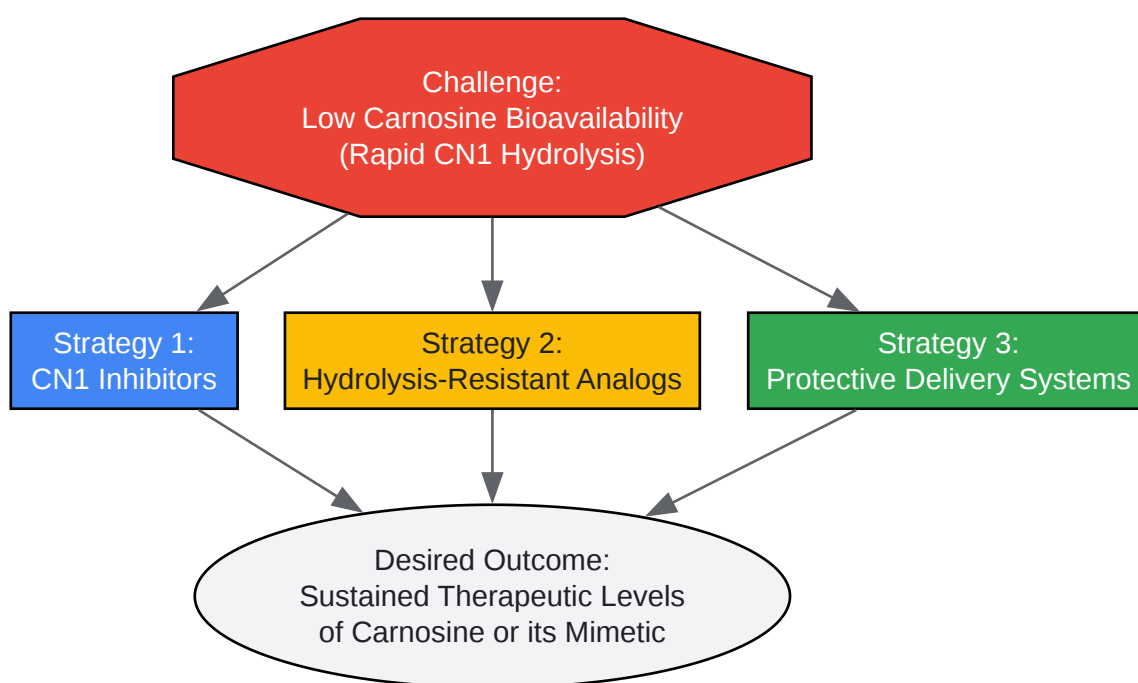 Challenge:
Low Carnosine Bioavailability
(Rapid CN1 Hydrolysis)
Strategy 1:
CN1 Inhibitors
Strategy 2:
Hydrolysis-Resistant Analogs
Strategy 3:
Protective Delivery Systems
Desired Outcome:
Sustained Therapeutic Levels
of Carnosine or its Mimetic